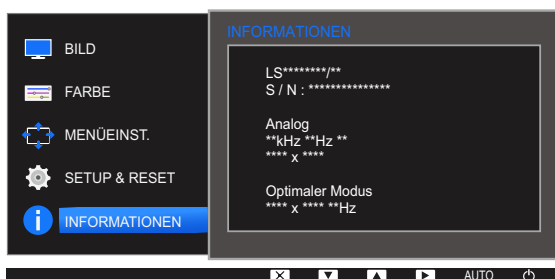 BILD
FARBE
MENÜEINST.
SETUP & RESET
INFORMATIONEN
INFORMATIONEN
LS********/**
S / N : ***************
Analog
**kHz **Hz **
**** x ****
Optimaler Modus
**** x **** **Hz
AUTO